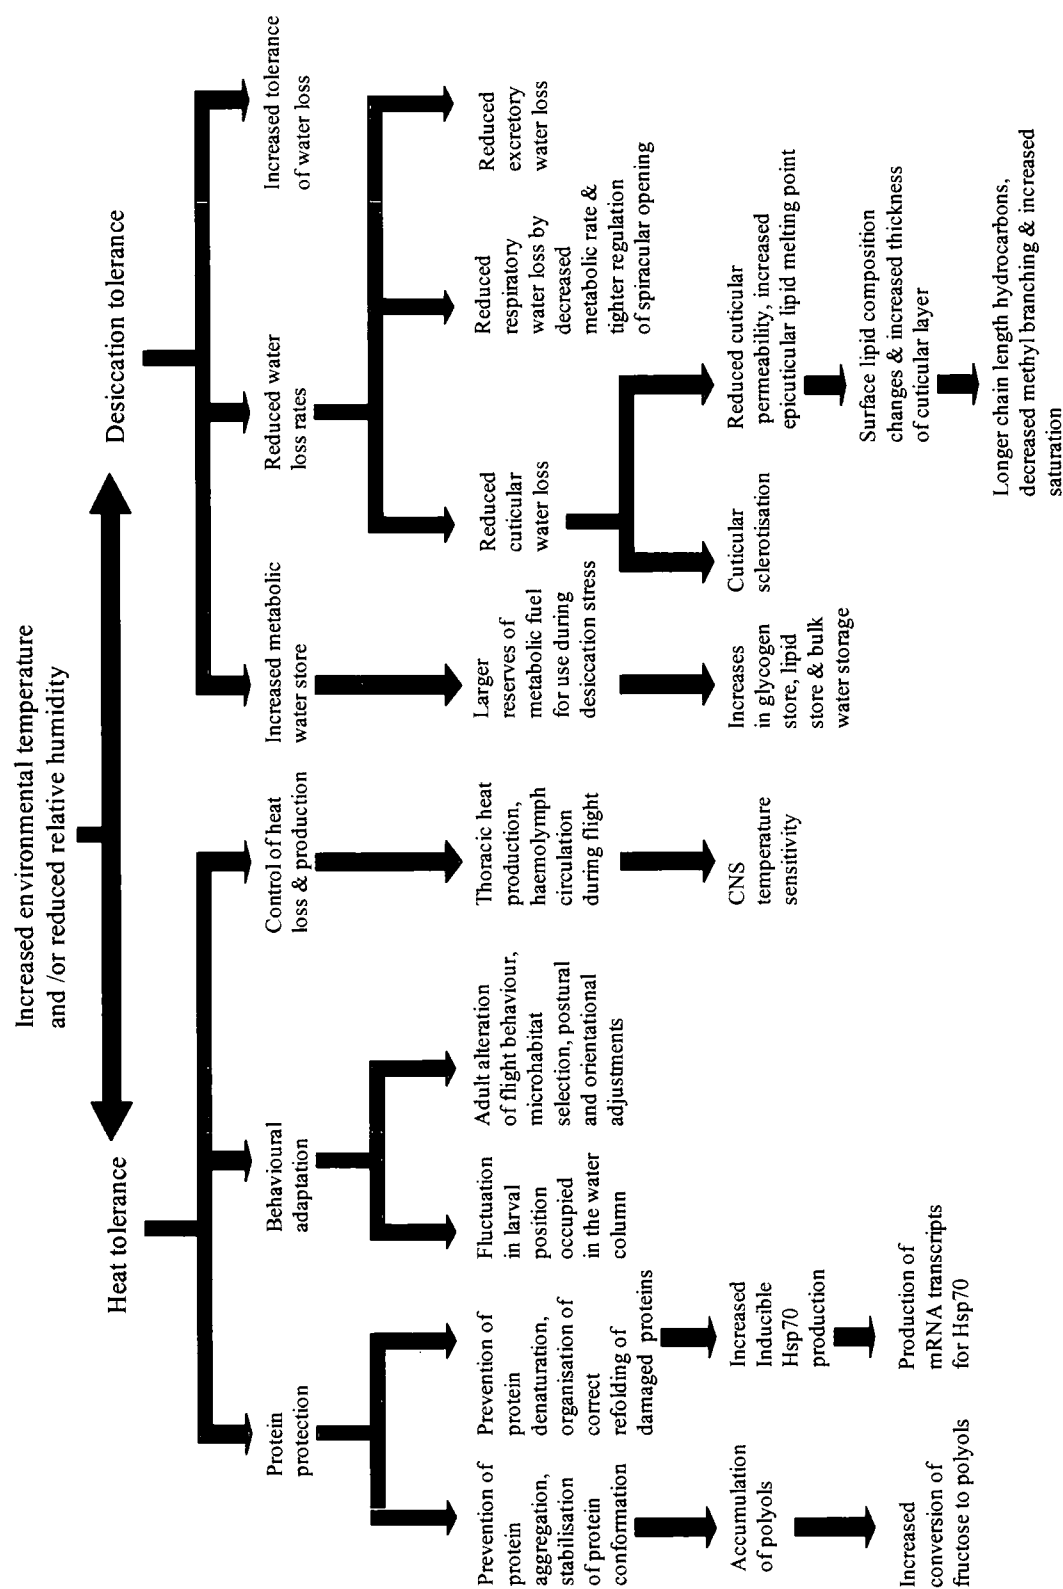 Increased environmental temperature
and /or reduced relative humidity
Heat tolerance
Desiccation tolerance
Protein
protection
Behavioural
adaptation
Control of heat
loss & production
Increased metabolic
water store
Reduced water
loss rates
Increased tolerance
of water loss
Prevention of
protein
aggregation,
stabilisation
of protein
conformation
Prevention of
protein
denaturation,
organisation of
correct
refolding of
damaged proteins
Fluctuation
in larval
position
occupied
in the water
column
Adult alteration
of flight behaviour,
microhabitat
selection, postural
and orientational
adjustments
Thoracic heat
production,
haemolymph
circulation
during flight
Larger
reserves of
metabolic fuel
for use during
desiccation stress
Reduced
cuticular
water loss
Reduced
respiratory
water loss by
decreased
metabolic rate &
tighter regulation
of spiracular opening
Reduced
excretory
water loss
Accumulation
of polyols
Increased
Inducible
Hsp70
production
CNS
temperature
sensitivity
Increases
in glycogen
store, lipid
store & bulk
water storage
Cuticular
sclerotisation
Reduced cuticular
permeability, increased
epicuticular lipid melting point
Surface lipid composition
changes & increased thickness
of cuticular layer
Increased
conversion of
fructose to polyols
Production of
mRNA transcripts
for Hsp70
Longer chain length hydrocarbons,
decreased methyl branching & increased
saturation